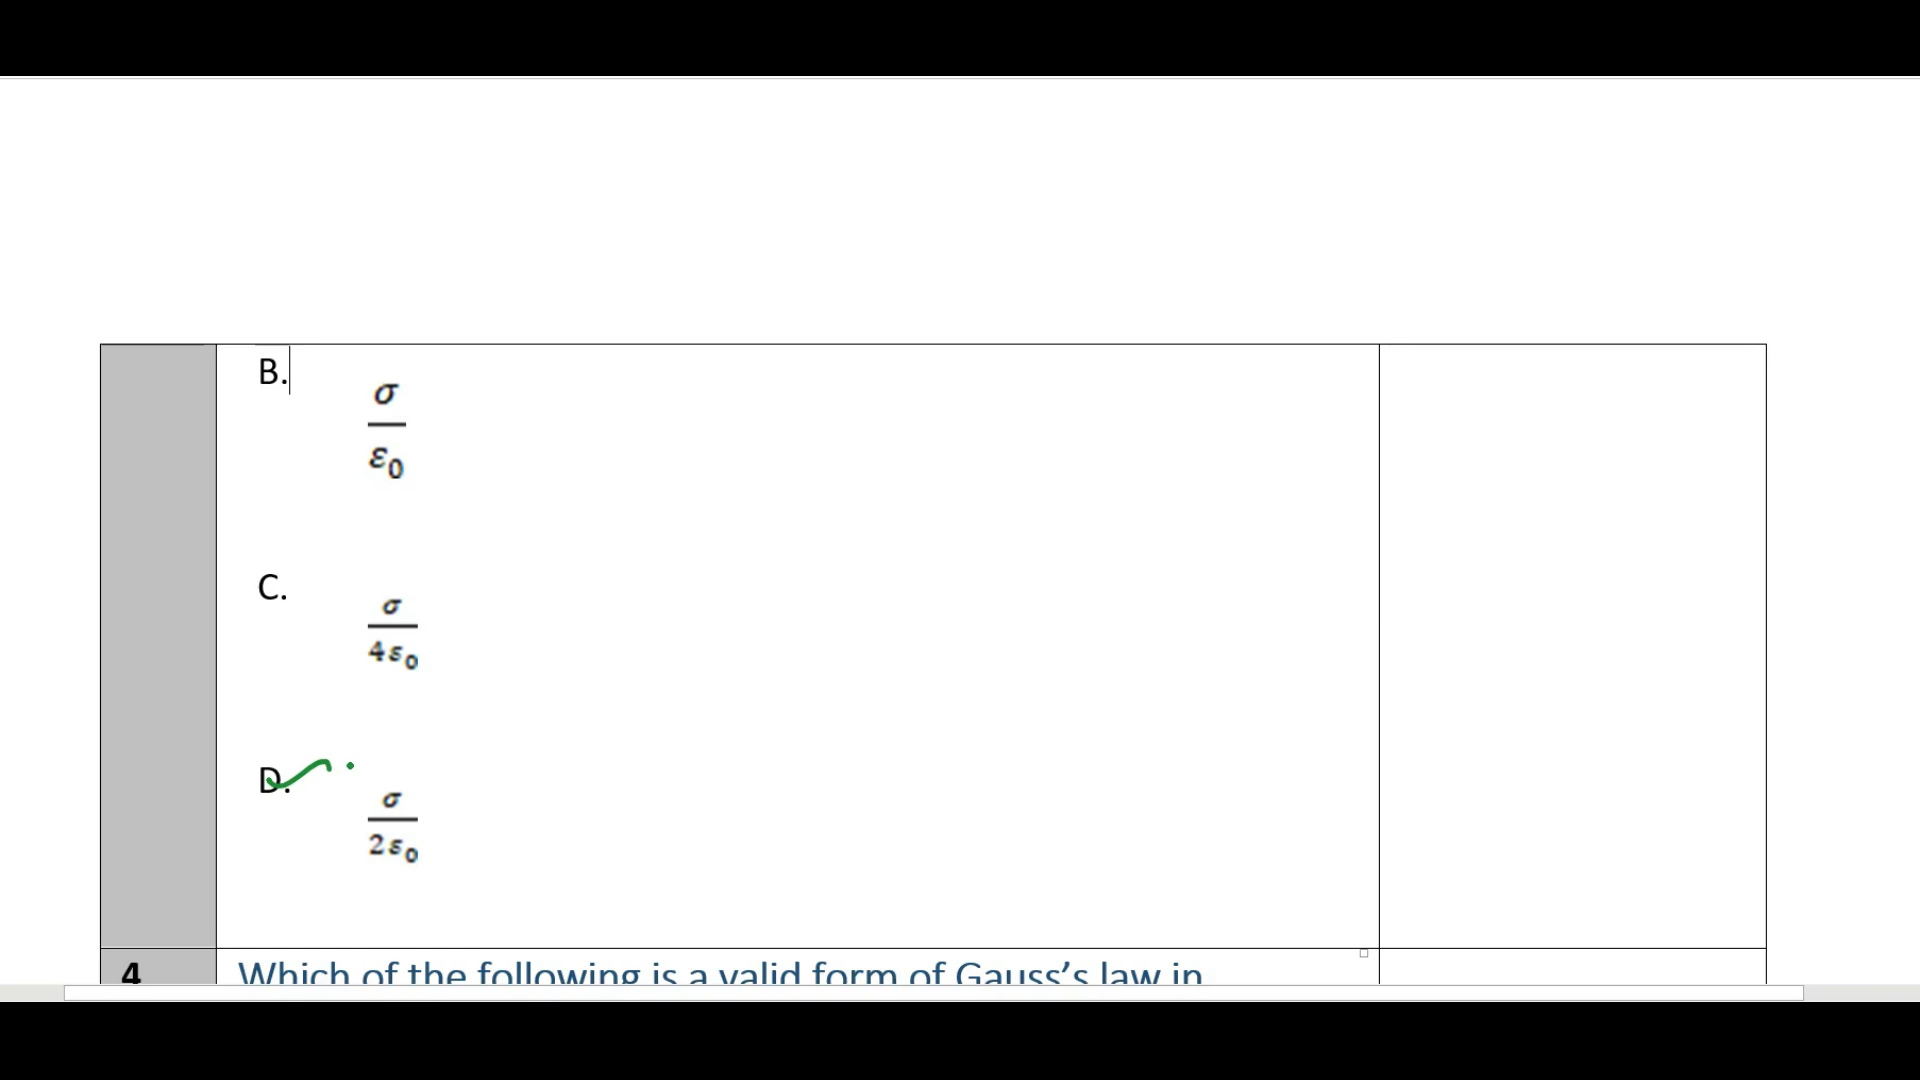 B.
σ
ε0
C.
σ
4ε0
D.
σ
2ε0
4 Which of the following is a valid form of Gauss’s law in